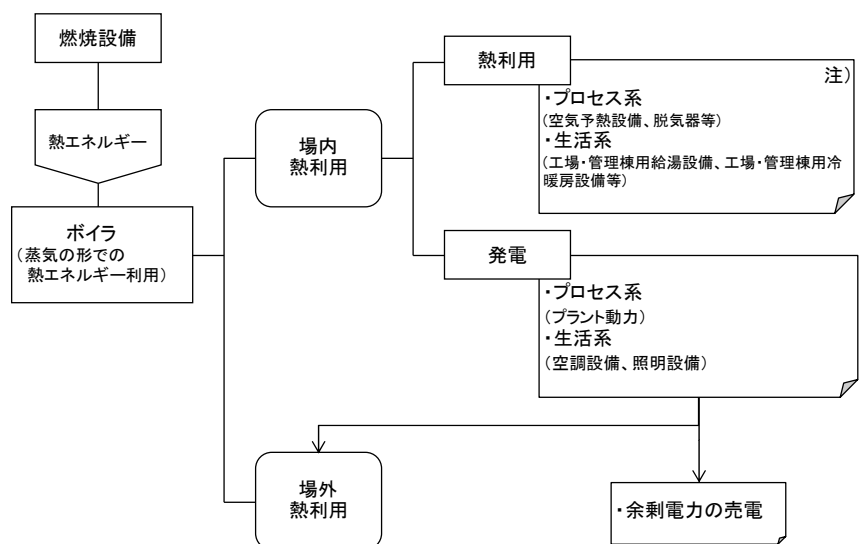 燃焼設備
熱エネルギー
ボイラ
（蒸気の形での
熱エネルギー利用）
場内
熱利用
熱利用
注）
・プロセス系
（空気予熱設備、脱気器等）
・生活系
（工場・管理棟用給湯設備、工場・管理棟用冷
暖房設備等）
発電
・プロセス系
（プラント動力）
・生活系
（空調設備、照明設備）
場外
熱利用
・余剰電力の売電